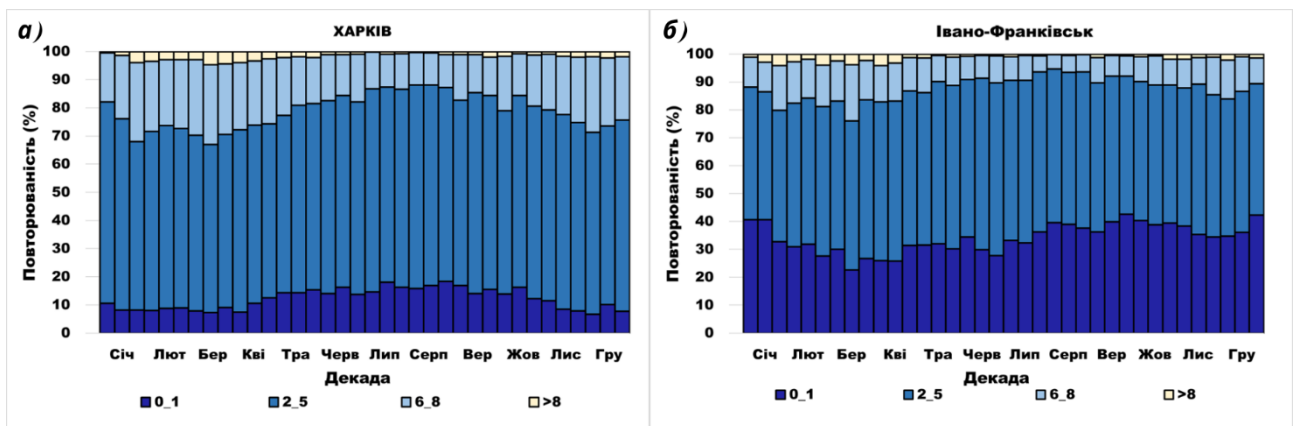 а)
ХАРКІВ
Повторюваність (%)
100
90
80
70
60
50
40
30
20
10
0
Січ Лют Бер Кві Тра Черв Лип Серп Вер Жов Лис Гру
Декада
0_1 2_5 6_8 >8
б)
Івано-Франківськ
Повторюваність (%)
100
90
80
70
60
50
40
30
20
10
0
Січ Лют Бер Кві Тра Черв Лип Серп Вер Жов Лис Гру
Декада
0_1 2_5 6_8 >8